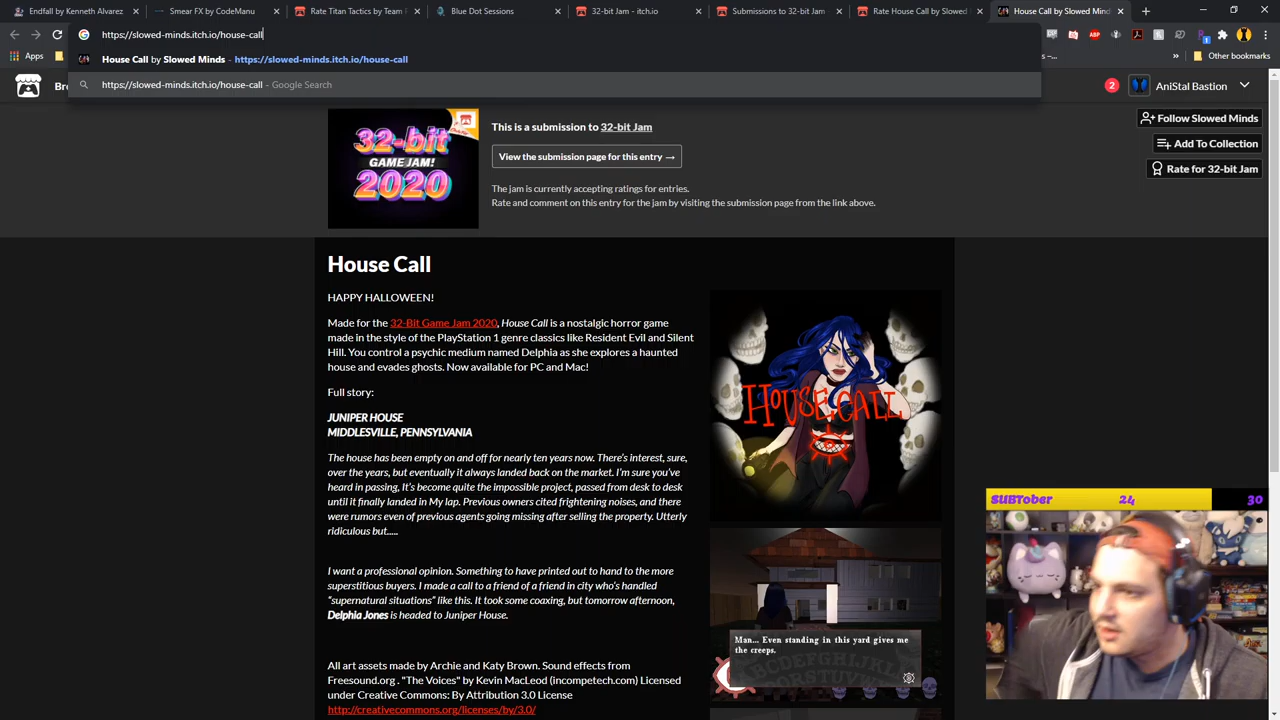 Endfall by Kenneth Alvarez
Smear FX by CodeManu
Rate Titan Tactics by Team
Blue Dot Sessions
32-bit Jam - itch.io
Submissions to 32-bit Jam
Rate House Call by Slowed
House Call by Slowed Mind
https://slowed-minds.itch.io/house-call
ABP
1
Apps
House Call by Slowed Minds - https://slowed-minds.itch.io/house-call
»
Other bookmarks
https://slowed-minds.itch.io/house-call - Google Search
Bro
2
AniStal Bastion
32-bit
GAME JAM!
2020
This is a submission to 32-bit Jam
View the submission page for this entry →
The jam is currently accepting ratings for entries.
Rate and comment on this entry for the jam by visiting the submission page from the link above.
Follow Slowed Minds
Add To Collection
Rate for 32-bit Jam
House Call
HAPPY HALLOWEEN!
Made for the 32-Bit Game Jam 2020, House Call is a nostalgic horror game
made in the style of the PlayStation 1 genre classics like Resident Evil and Silent
Hill. You control a psychic medium named Delphia as she explores a haunted
house and evades ghosts. Now available for PC and Mac!
Full story:
JUNIPER HOUSE
MIDDLESVILLE, PENNSYLVANIA
The house has been empty on and off for nearly ten years now. There's interest, sure,
over the years, but eventually it always landed back on the market. I'm sure you've
heard in passing, It's become quite the impossible project, passed from desk to desk
until it finally landed in My lap. Previous owners cited frightening noises, and there
were rumors even of previous agents going missing after selling the property. Utterly
ridiculous but.....
I want a professional opinion. Something to have printed out to hand to the more
superstitious buyers. I made a call to a friend of a friend in city who's handled
"supernatural situations" like this. It took some coaxing, but tomorrow afternoon,
Delphia Jones is headed to Juniper House.
All art assets made by Archie and Katy Brown. Sound effects from
Freesound.org . "The Voices" by Kevin MacLeod (incompetech.com) Licensed
under Creative Commons: By Attribution 3.0 License
http://creativecommons.org/licenses/by/3.0/
HOUSE CALL
Man... Even standing in this yard gives me
the creeps.
SUBTober 24 30